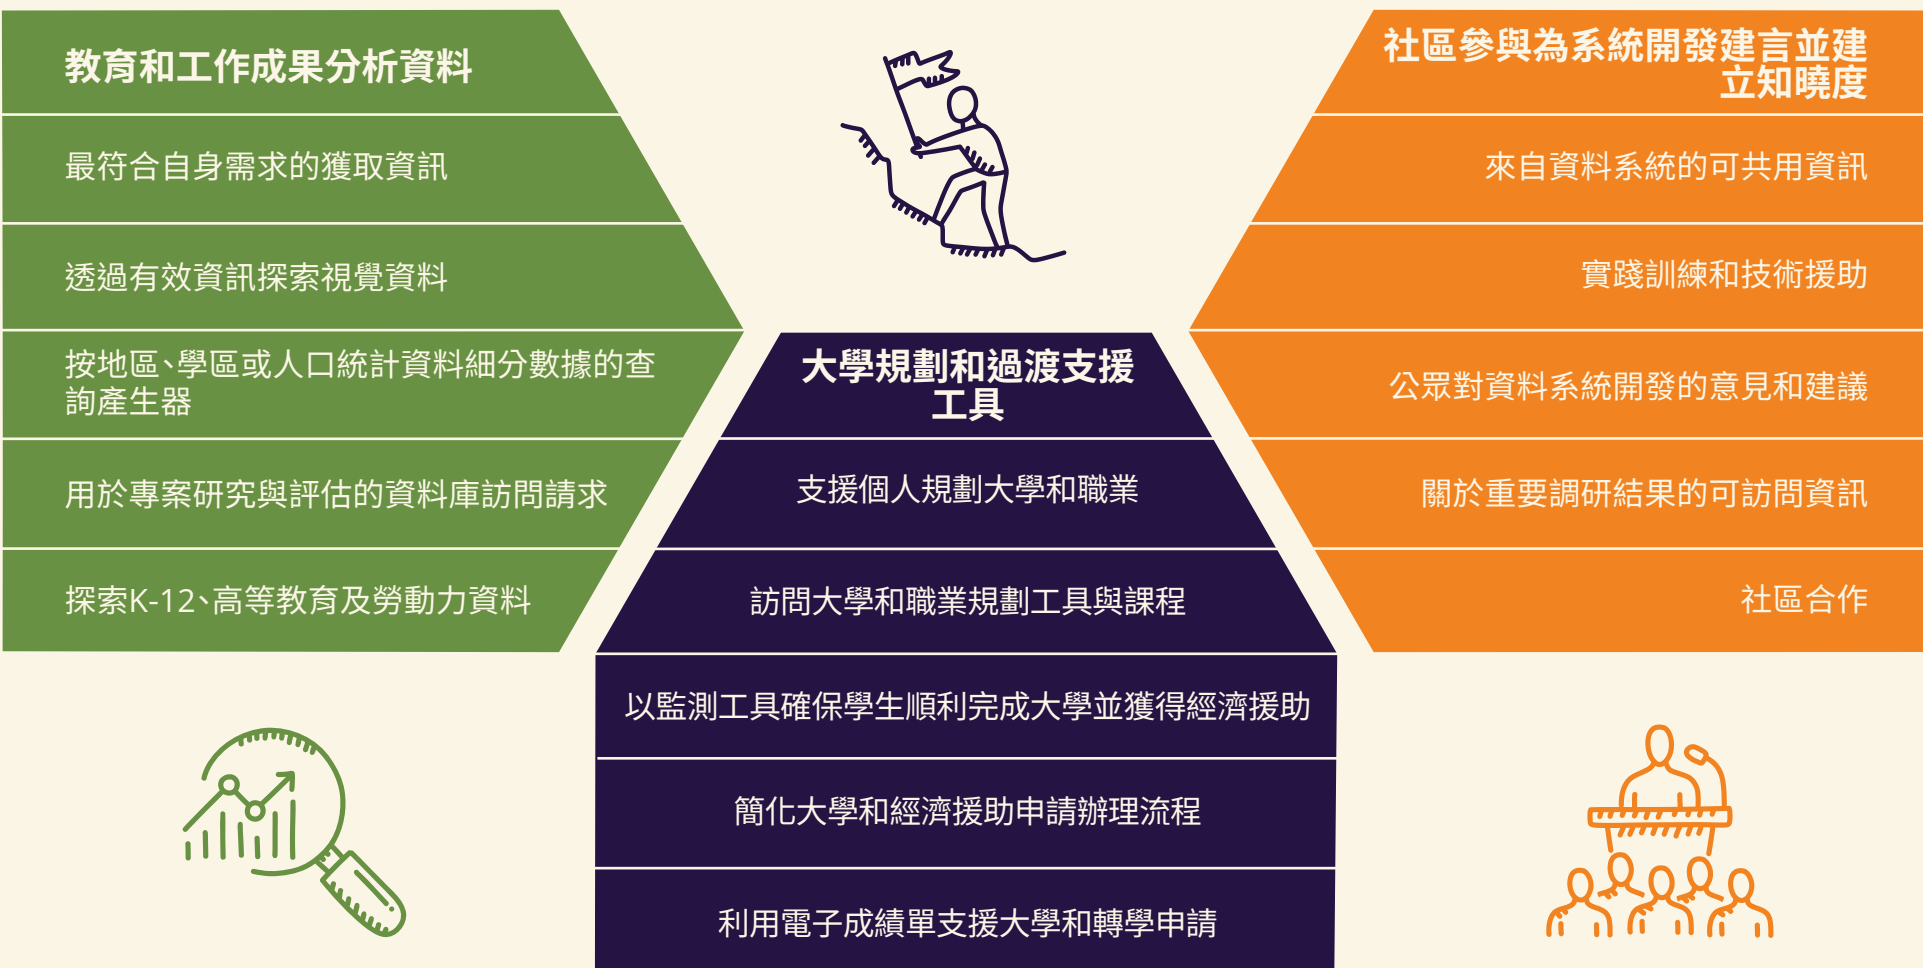 教育和工作成果分析資料
最符合自身需求的獲取資訊
透過有效資訊探索視覺資料
按地區、學區或人口統計資料細分數據的查
詢產生器
用於專案研究與評估的資料庫訪問請求
探索K-12、高等教育及勞動力資料
大學規劃和過渡支援
工具
支援個人規劃大學和職業
訪問大學和職業規劃工具與課程
以監測工具確保學生順利完成大學並獲得經濟援助
簡化大學和經濟援助申請辦理流程
利用電子成績單支援大學和轉學申請
社區參與為系統開發建言並建
立知曉度
來自資料系統的可共用資訊
實踐訓練和技術援助
公眾對資料系統開發的意見和建議
關於重要調研結果的可訪問資訊
社區合作